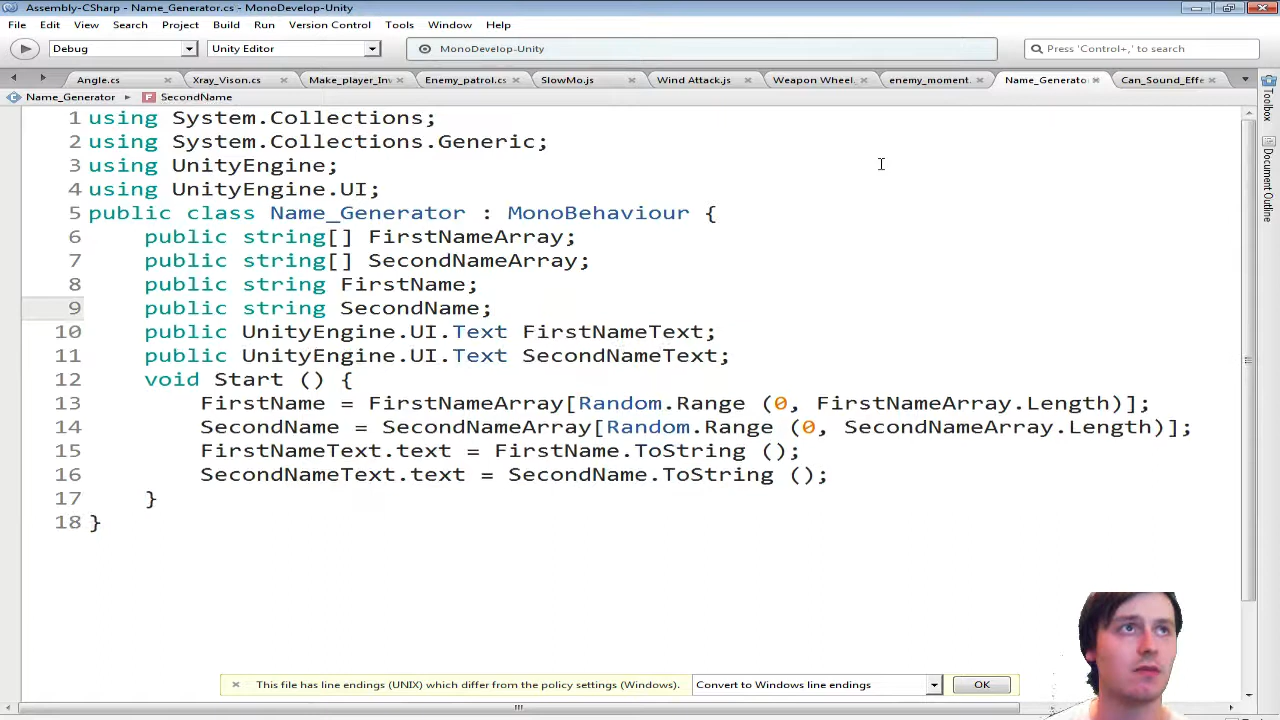 Assembly-CSharp - Name_Generator.cs - MonoDevelop-Unity
File Edit View Search Project Build Run Version Control Tools Window Help
Debug Unity Editor MonoDevelop-Unity Press 'Control+,' to search
Angle.cs Xray_Vison.cs Make_player_Inv Enemy_patrol.cs SlowMo.js Wind Attack.js Weapon Wheel. enemy_moment. Name_Generato Can_Sound_Effe
Name_Generator SecondName
1 using System.Collections;
2 using System.Collections.Generic;
3 using UnityEngine;
4 using UnityEngine.UI;
5 public class Name_Generator : MonoBehaviour {
6 public string[] FirstNameArray;
7 public string[] SecondNameArray;
8 public string FirstName;
9 public string SecondName;
10 public UnityEngine.UI.Text FirstNameText;
11 public UnityEngine.UI.Text SecondNameText;
12 void Start () {
13 FirstName = FirstNameArray[Random.Range (0, FirstNameArray.Length)];
14 SecondName = SecondNameArray[Random.Range (0, SecondNameArray.Length)];
15 FirstNameText.text = FirstName.ToString ();
16 SecondNameText.text = SecondName.ToString ();
17 }
18 }
Toolbox
Document Outline
This file has line endings (UNIX) which differ from the policy settings (Windows). Convert to Windows line endings OK